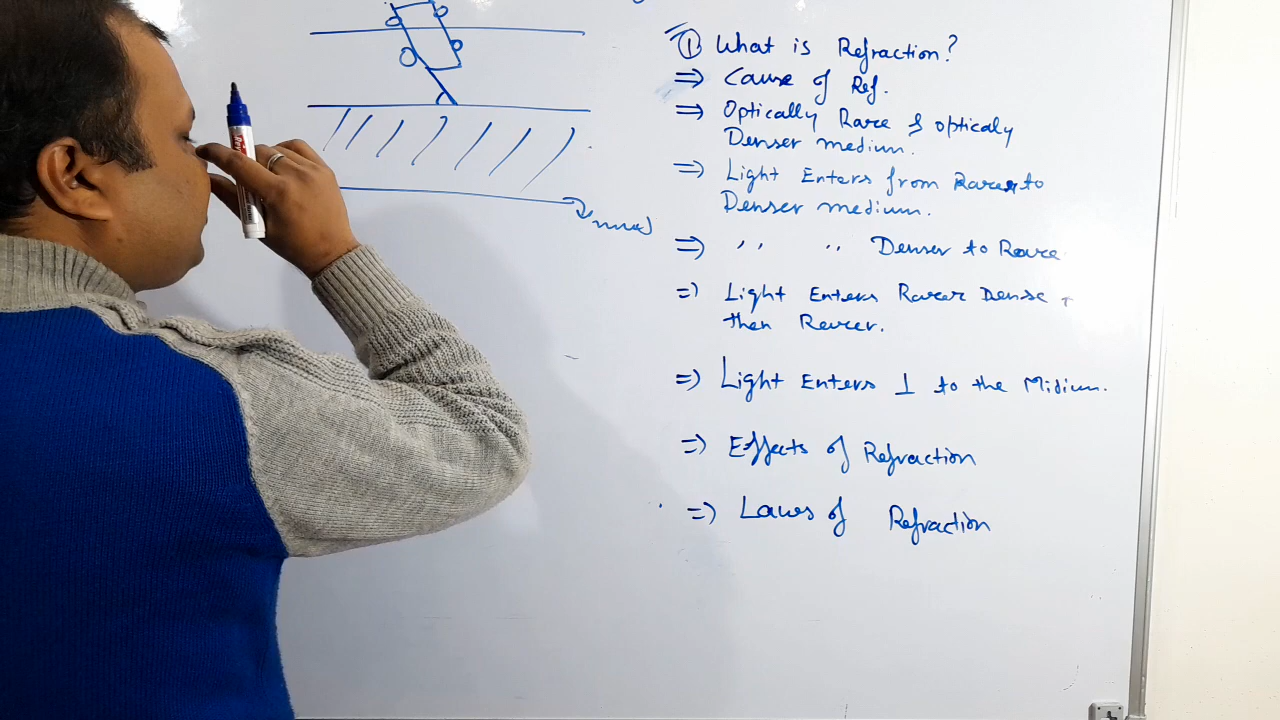 ① What is Refraction?
⇒ Cause of Ref.
⇒ Optically Rare & opticaly
Denser medium.
⇒ Light Enters from Rarer to
Denser medium.
⇒ ,, ,, Denser to Rarer
⇒ Light Enters Rarer Dense +
then Rarer.
⇒ Light Enters ⊥ to the Midium.
⇒ Effects of Refraction
⇒ Laws of Refraction
mud